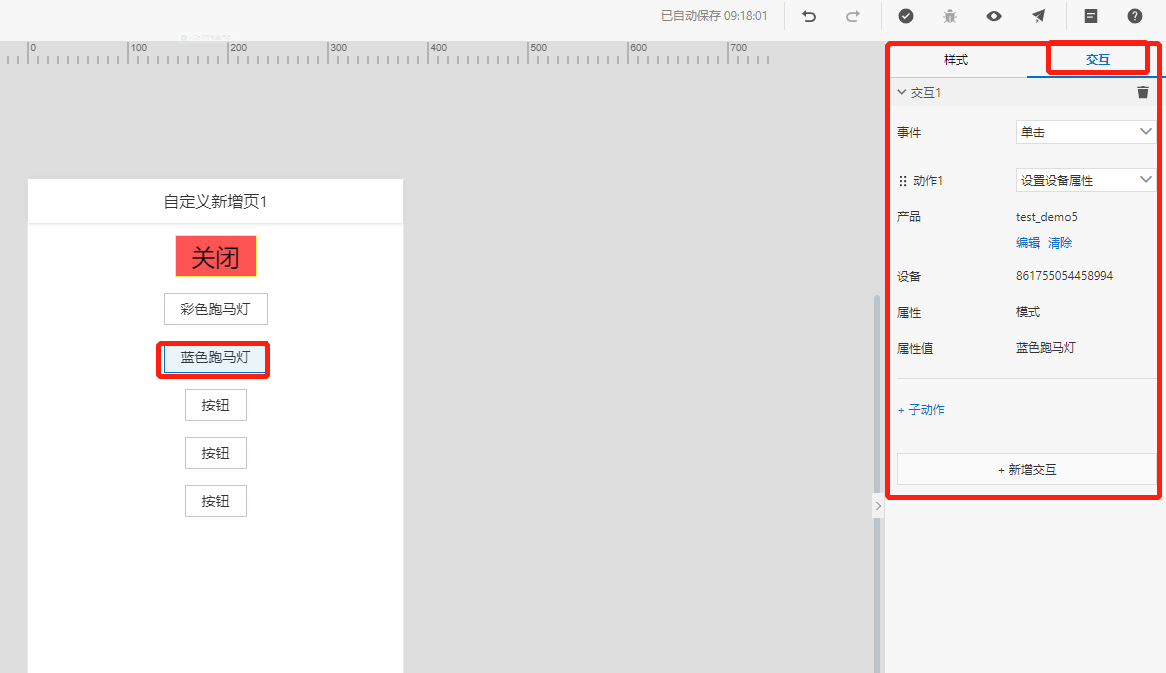 已自动保存 09:18:01
0 100 200 300 400 500 600 700
自定义新增页1
关闭
彩色跑马灯
蓝色跑马灯
按钮
按钮
按钮
样式 交互
交互1
事件 单击
动作1 设置设备属性
产品 test_demo5
编辑 清除
设备 861755054458994
属性 模式
属性值 蓝色跑马灯
+ 子动作
+ 新增交互